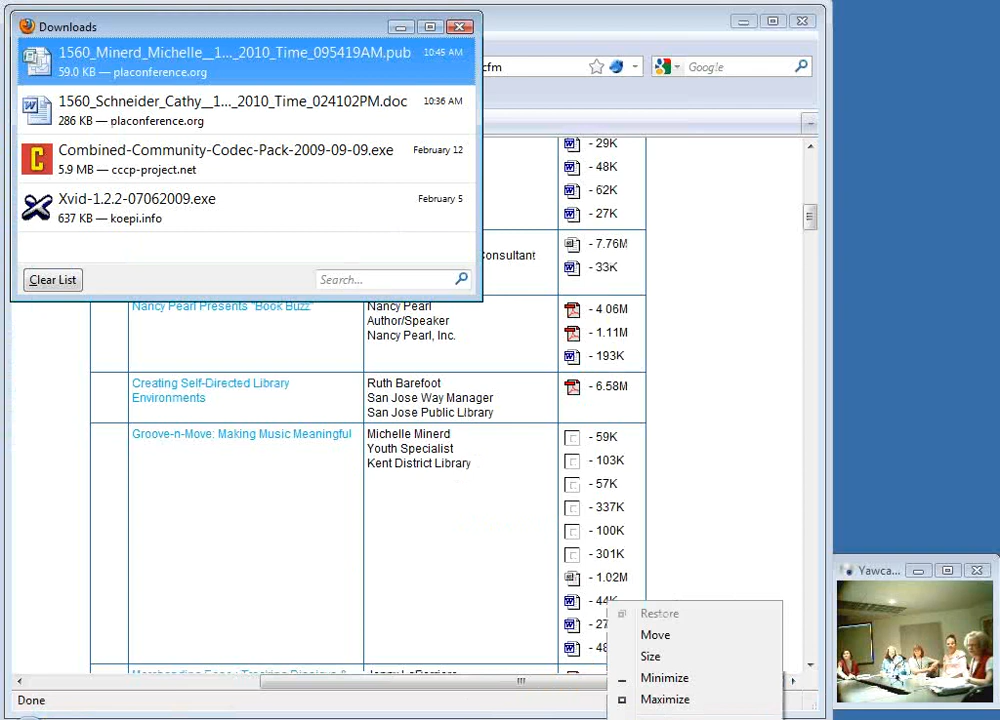 Downloads
1560_Minerd_Michelle__1..._2010_Time_095419AM.pub
10:45 AM
59.0 KB — placonference.org
1560_Schneider_Cathy__1..._2010_Time_024102PM.doc
10:36 AM
286 KB — placonference.org
Combined-Community-Codec-Pack-2009-09-09.exe
February 12
5.9 MB — cccp-project.net
Xvid-1.2.2-07062009.exe
February 5
637 KB — koepi.info
Clear List
Search...
cfm
Google
- 29K
- 48K
- 62K
- 27K
Consultant
- 7.76M
- 33K
Nancy Pearl Presents "Book Buzz"
Nancy Pearl
Author/Speaker
Nancy Pearl, Inc.
- 4.06M
- 1.11M
- 193K
Creating Self-Directed Library
Environments
Ruth Barefoot
San Jose Way Manager
San Jose Public Library
- 6.58M
Groove-n-Move: Making Music Meaningful
Michelle Minerd
Youth Specialist
Kent District Library
- 59K
- 103K
- 57K
- 337K
- 100K
- 301K
- 1.02M
- 44K
- 27
- 48
Restore
Move
Size
Minimize
Maximize
Done
Yawca...